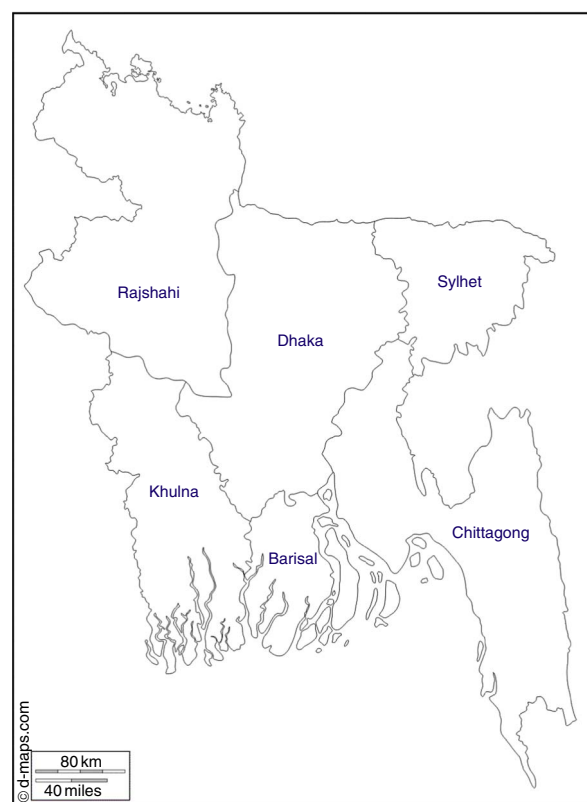 Rajshahi
Sylhet
Dhaka
Khulna
Chittagong
Barisal
© d-maps.com
80 km
40 miles